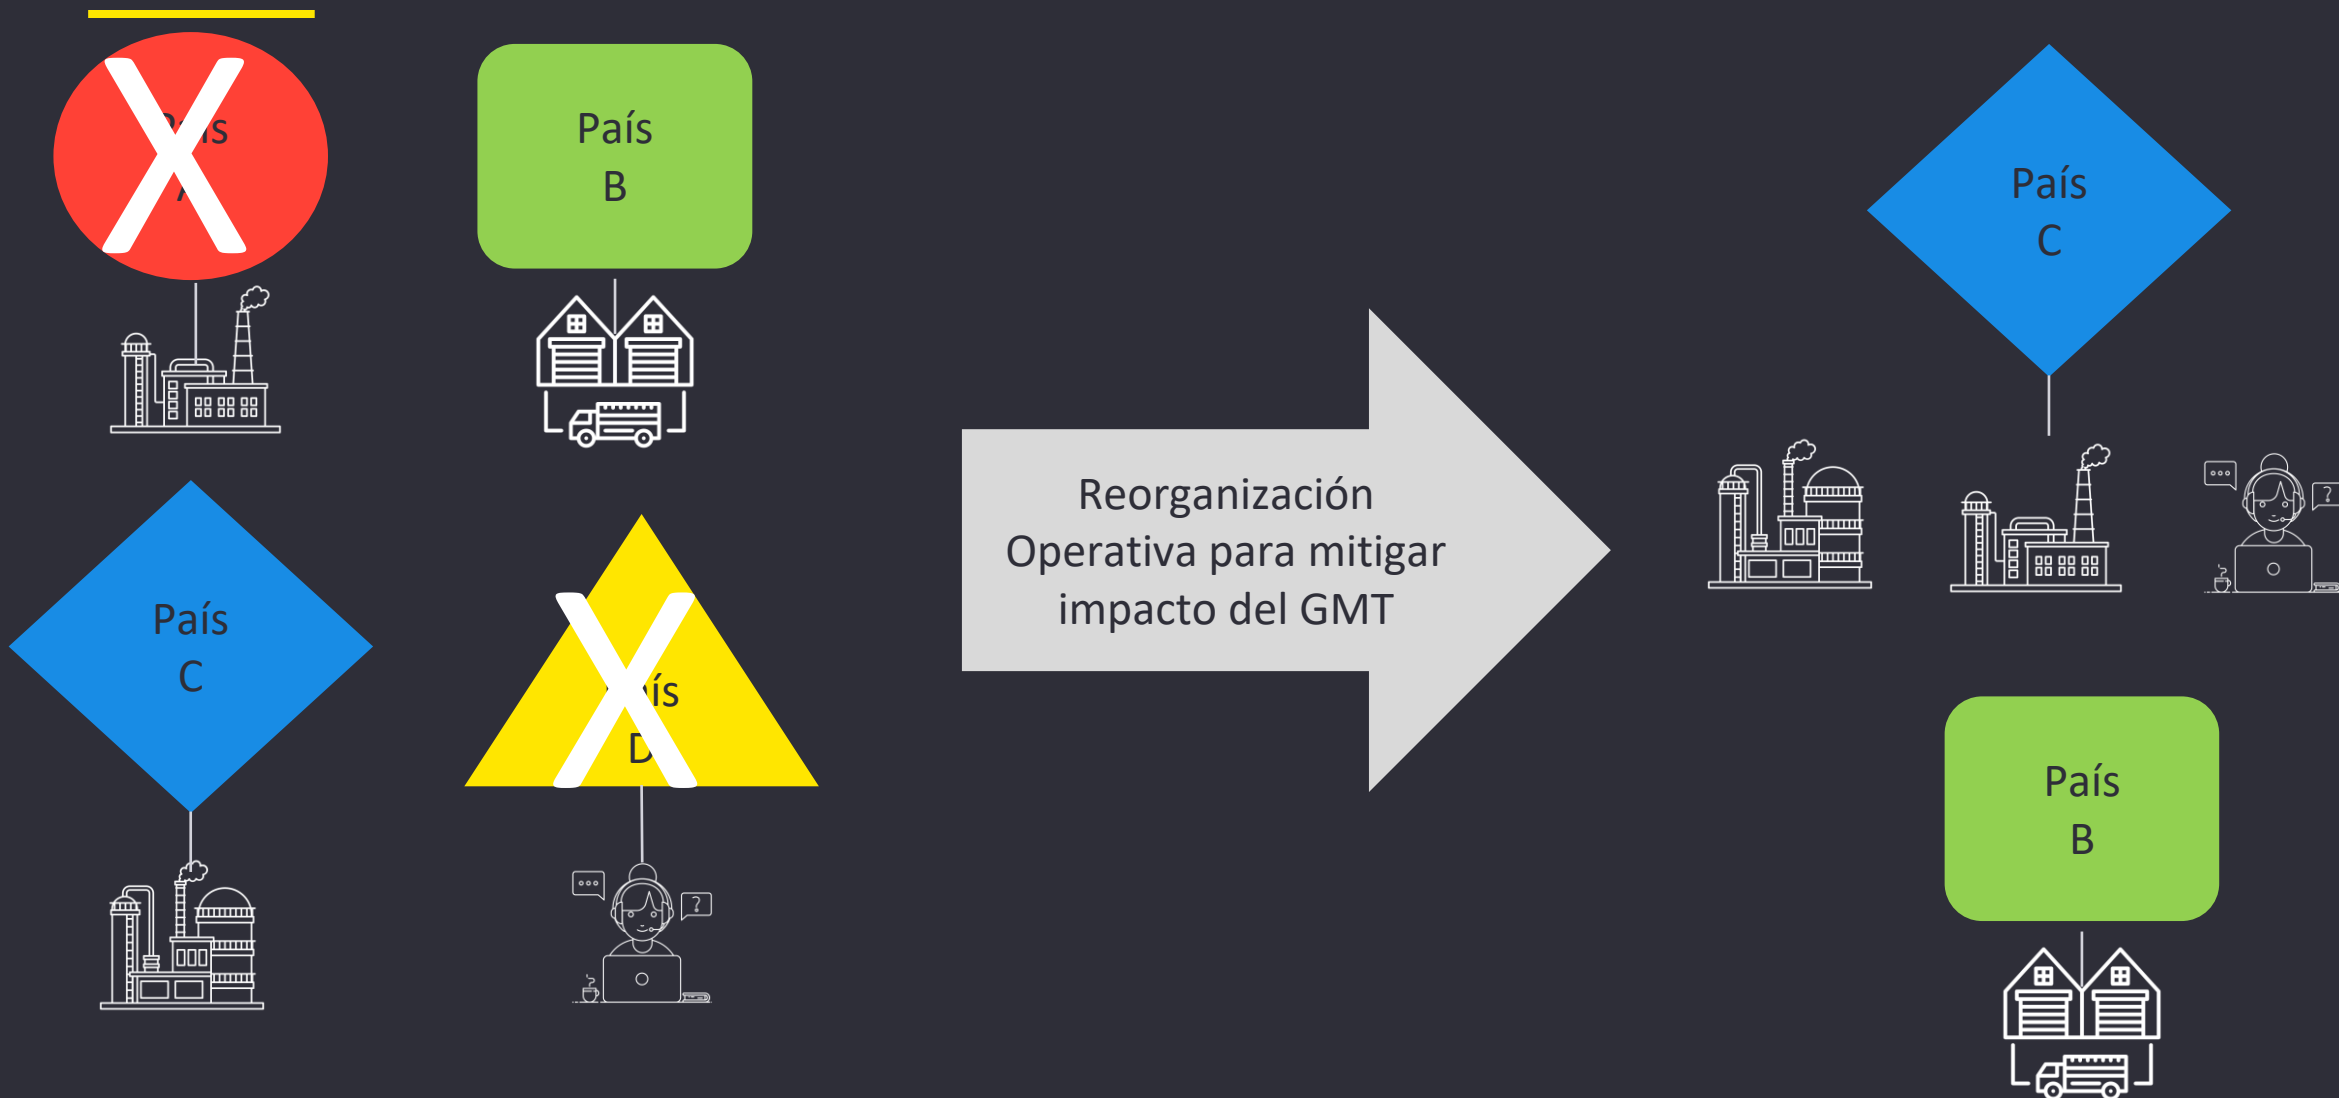 País
B
País
C
Reorganización
Operativa para mitigar
impacto del GMT
País
C
?
?
País
B